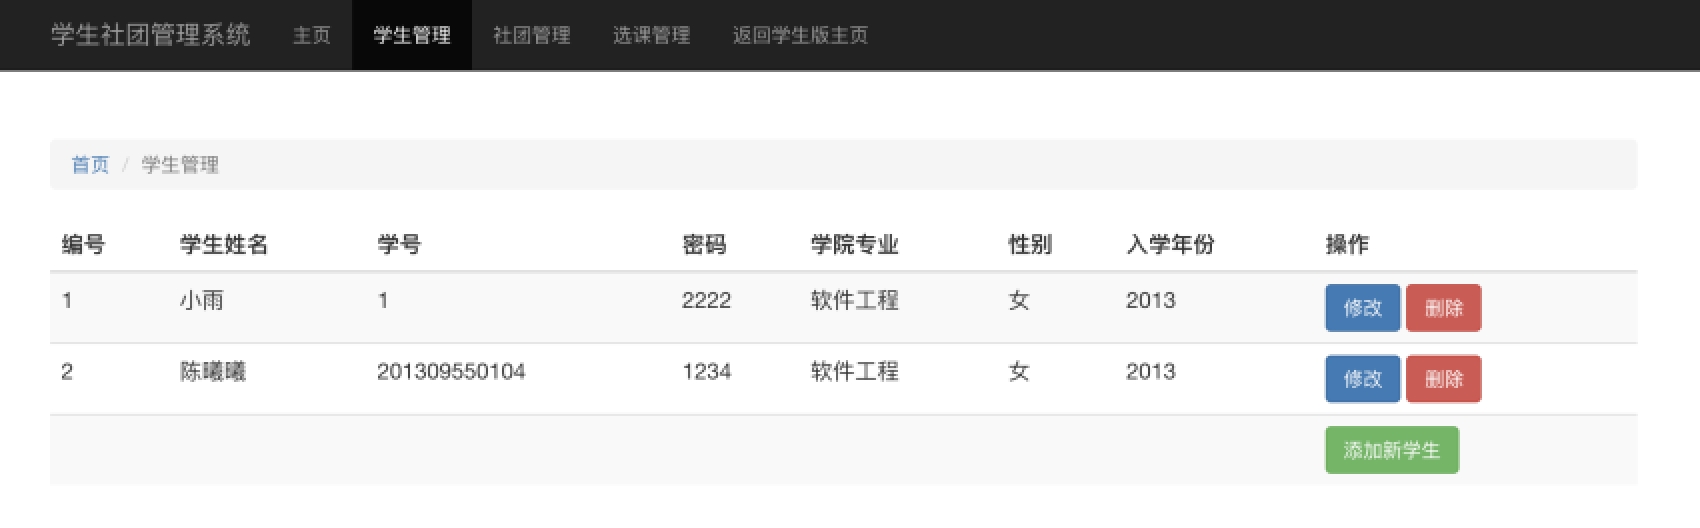 学生社团管理系统 主页 学生管理 社团管理 选课管理 返回学生版主页
首页 / 学生管理
编号 学生姓名 学号 密码 学院专业 性别 入学年份 操作
1 小雨 1 2222 软件工程 女 2013 修改 删除
2 陈曦曦 201309550104 1234 软件工程 女 2013 修改 删除
添加新学生